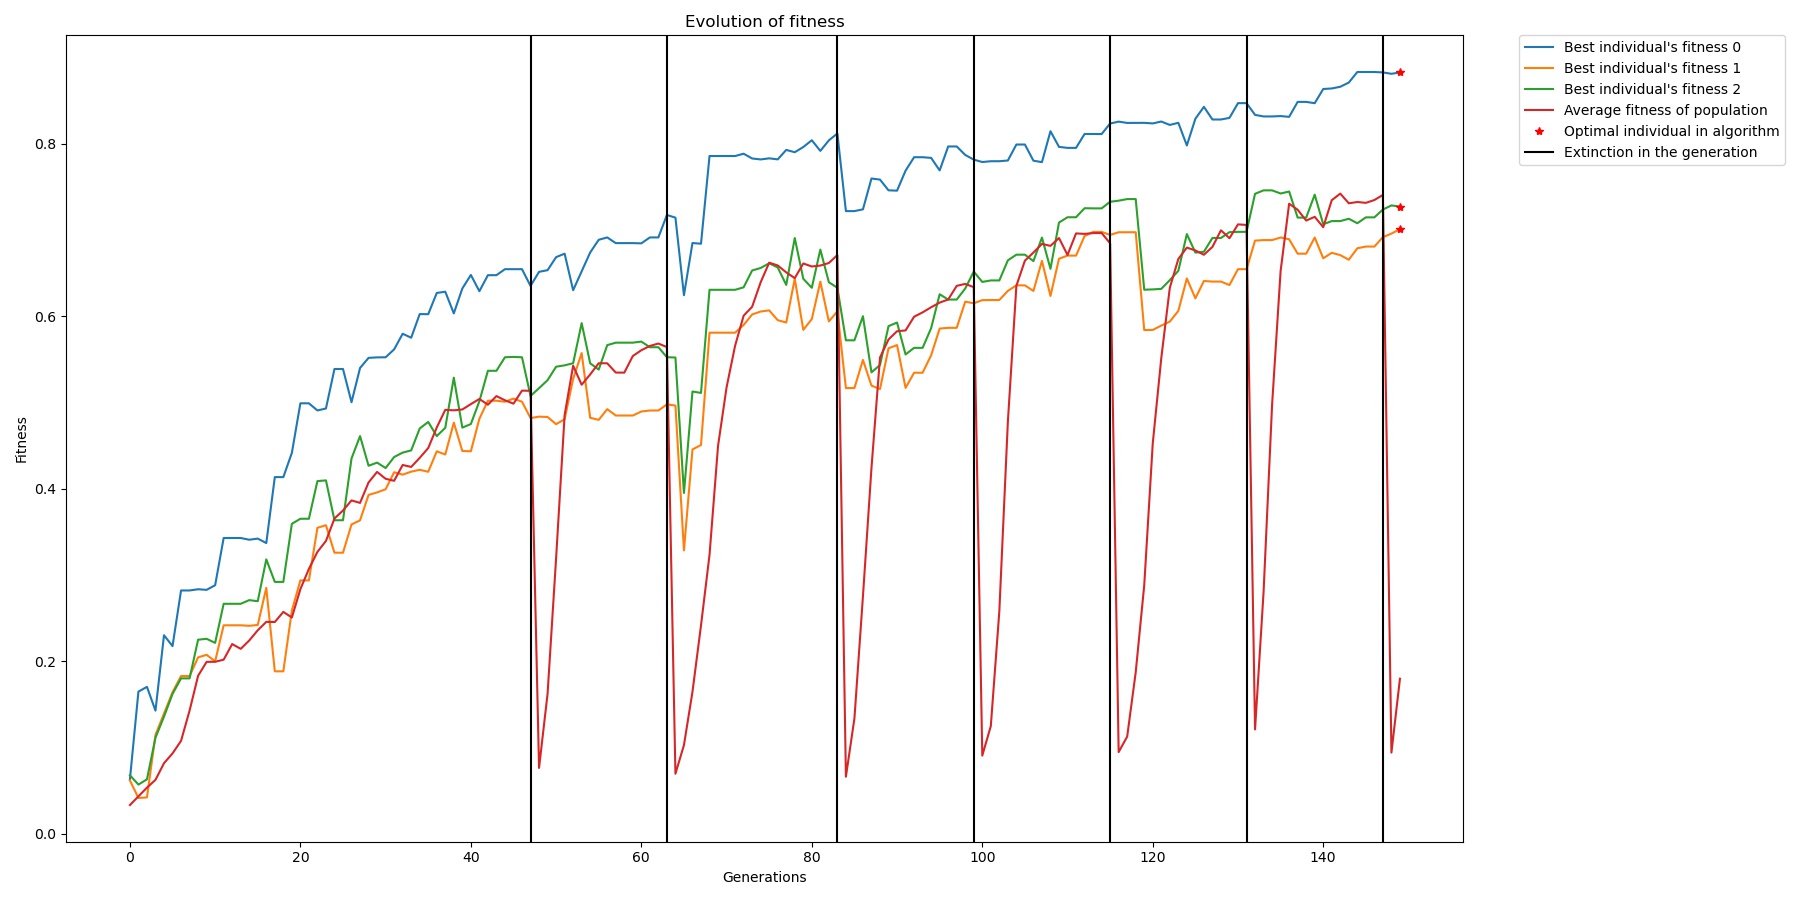 Evolution of fitness
Best individual's fitness 0
Best individual's fitness 1
Best individual's fitness 2
Average fitness of population
Optimal individual in algorithm
Extinction in the generation
Fitness
0.8
0.6
0.4
0.2
0.0
0 20 40 60 80 100 120 140
Generations